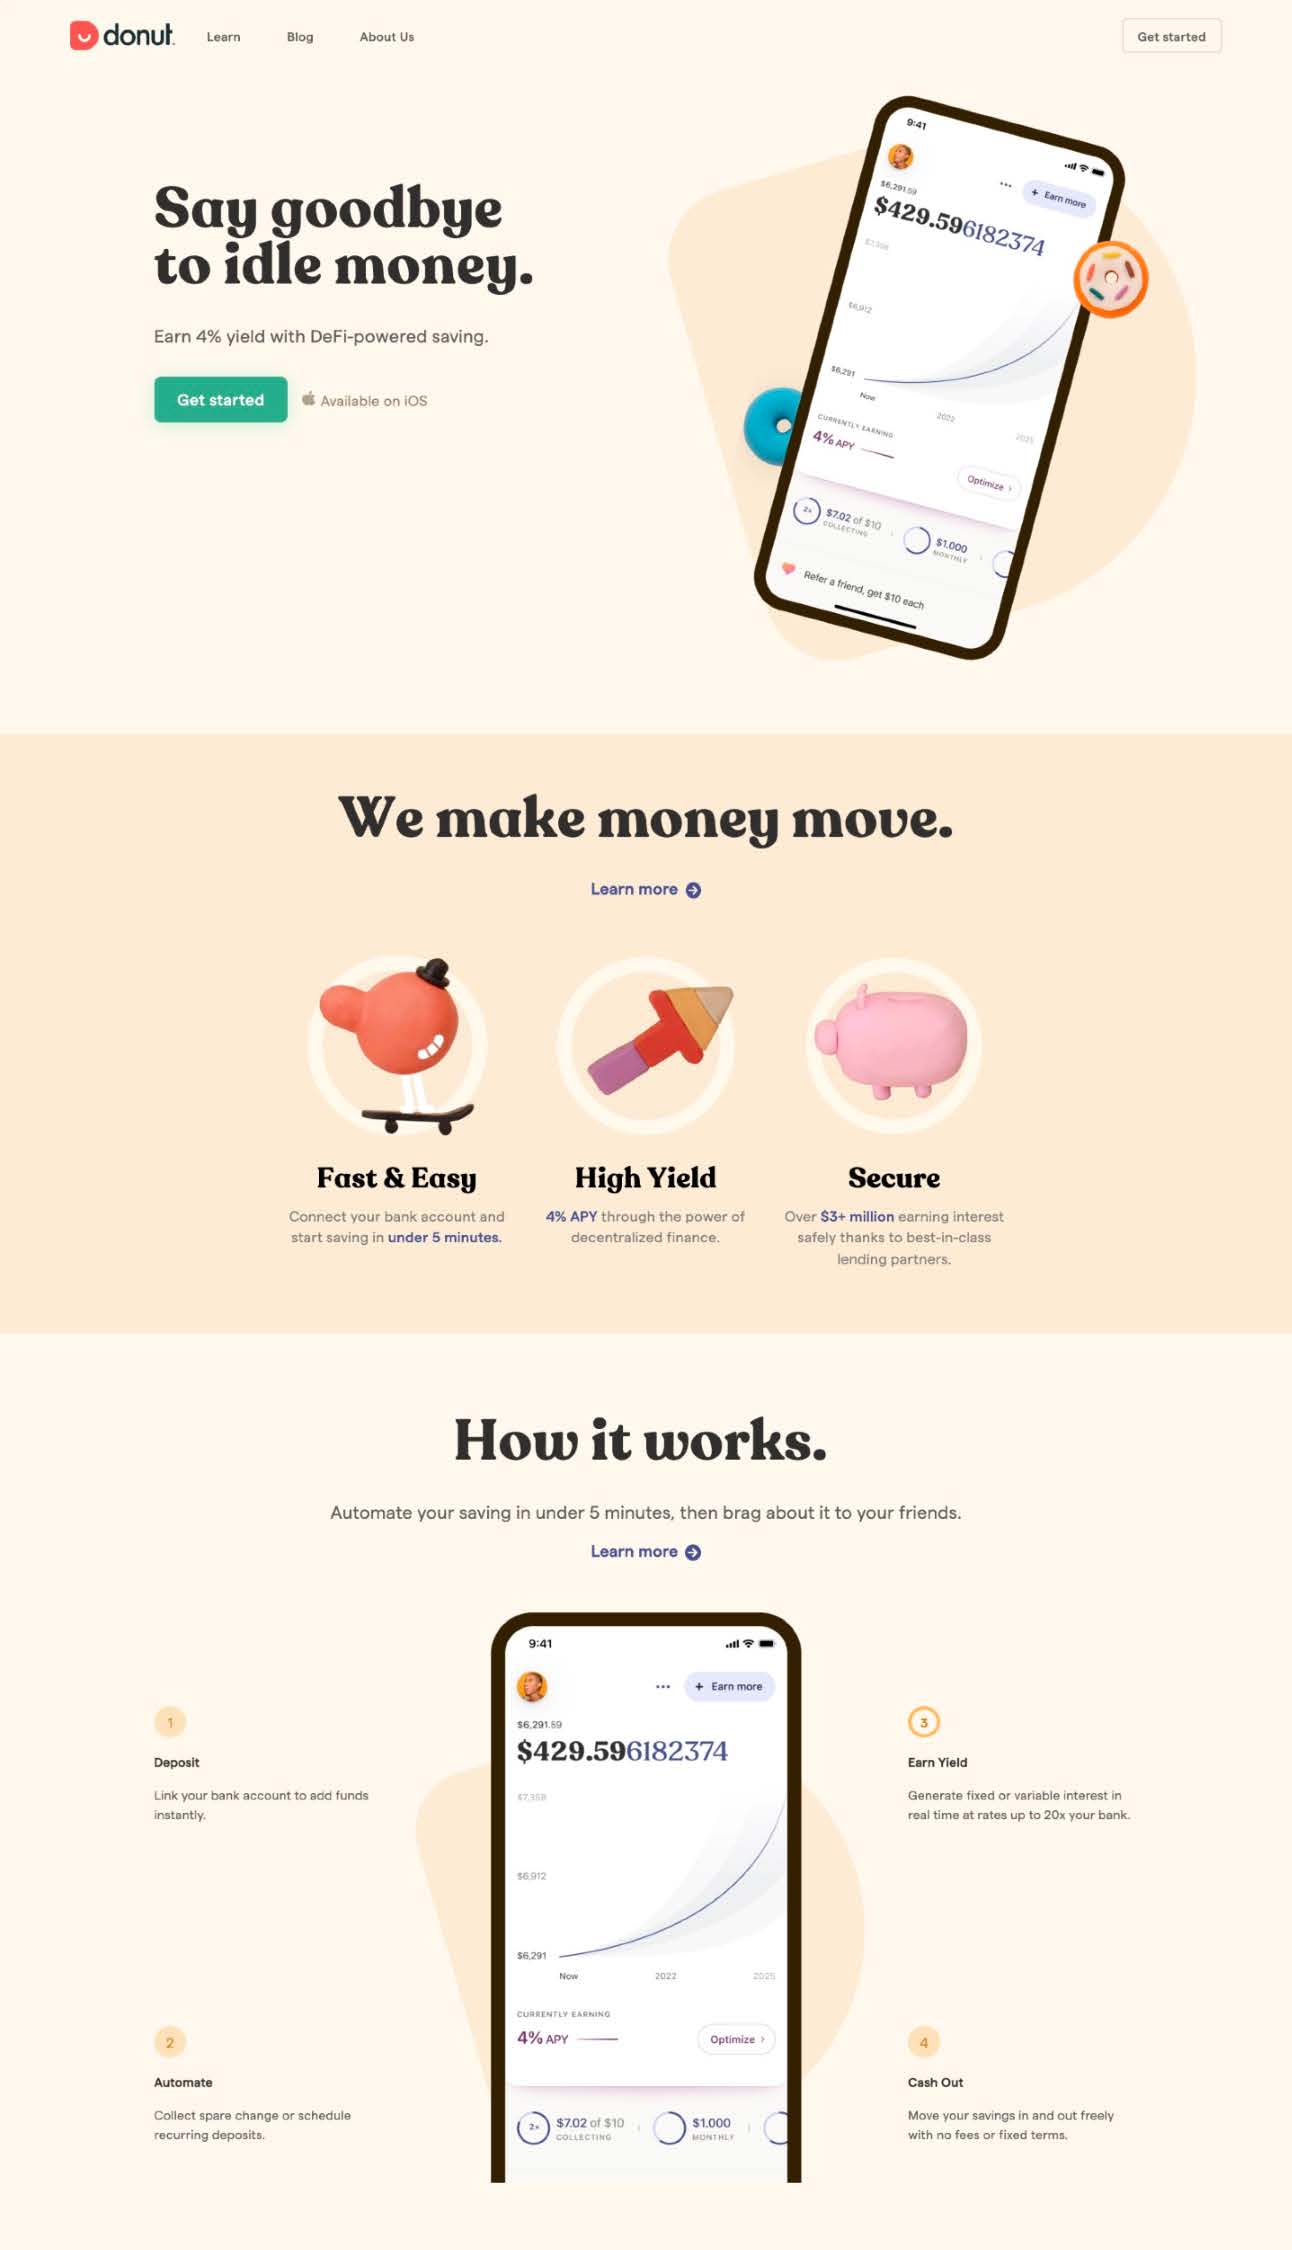 donut
Learn
Blog
About Us
Get started
Say goodbye
to idle money.
Earn 4% yield with DeFi-powered saving.
Get started
Available on iOS
9:41
$6,291.59
+ Earn more
$429.596182374
$7,358
$6,912
$6,291
Now
2022
2025
CURRENTLY EARNING
4% APY
Optimize
2×
$7.02 of $10
COLLECTING
$1.000
MONTHLY
Refer a friend, get $10 each
We make money move.
Learn more
Fast & Easy
Connect your bank account and
start saving in under 5 minutes.
High Yield
4% APY through the power of
decentralized finance.
Secure
Over $3+ million earning interest
safely thanks to best-in-class
lending partners.
How it works.
Automate your saving in under 5 minutes, then brag about it to your friends.
Learn more
1
Deposit
Link your bank account to add funds
instantly.
2
Automate
Collect spare change or schedule
recurring deposits.
9:41
+ Earn more
$6,291.59
$429.596182374
$7,358
$6,912
$6,291
Now
2022
2025
CURRENTLY EARNING
4% APY
Optimize
2×
$7.02 of $10
COLLECTING
$1.000
MONTHLY
3
Earn Yield
Generate fixed or variable interest in
real time at rates up to 20x your bank.
4
Cash Out
Move your savings in and out freely
with no fees or fixed terms.